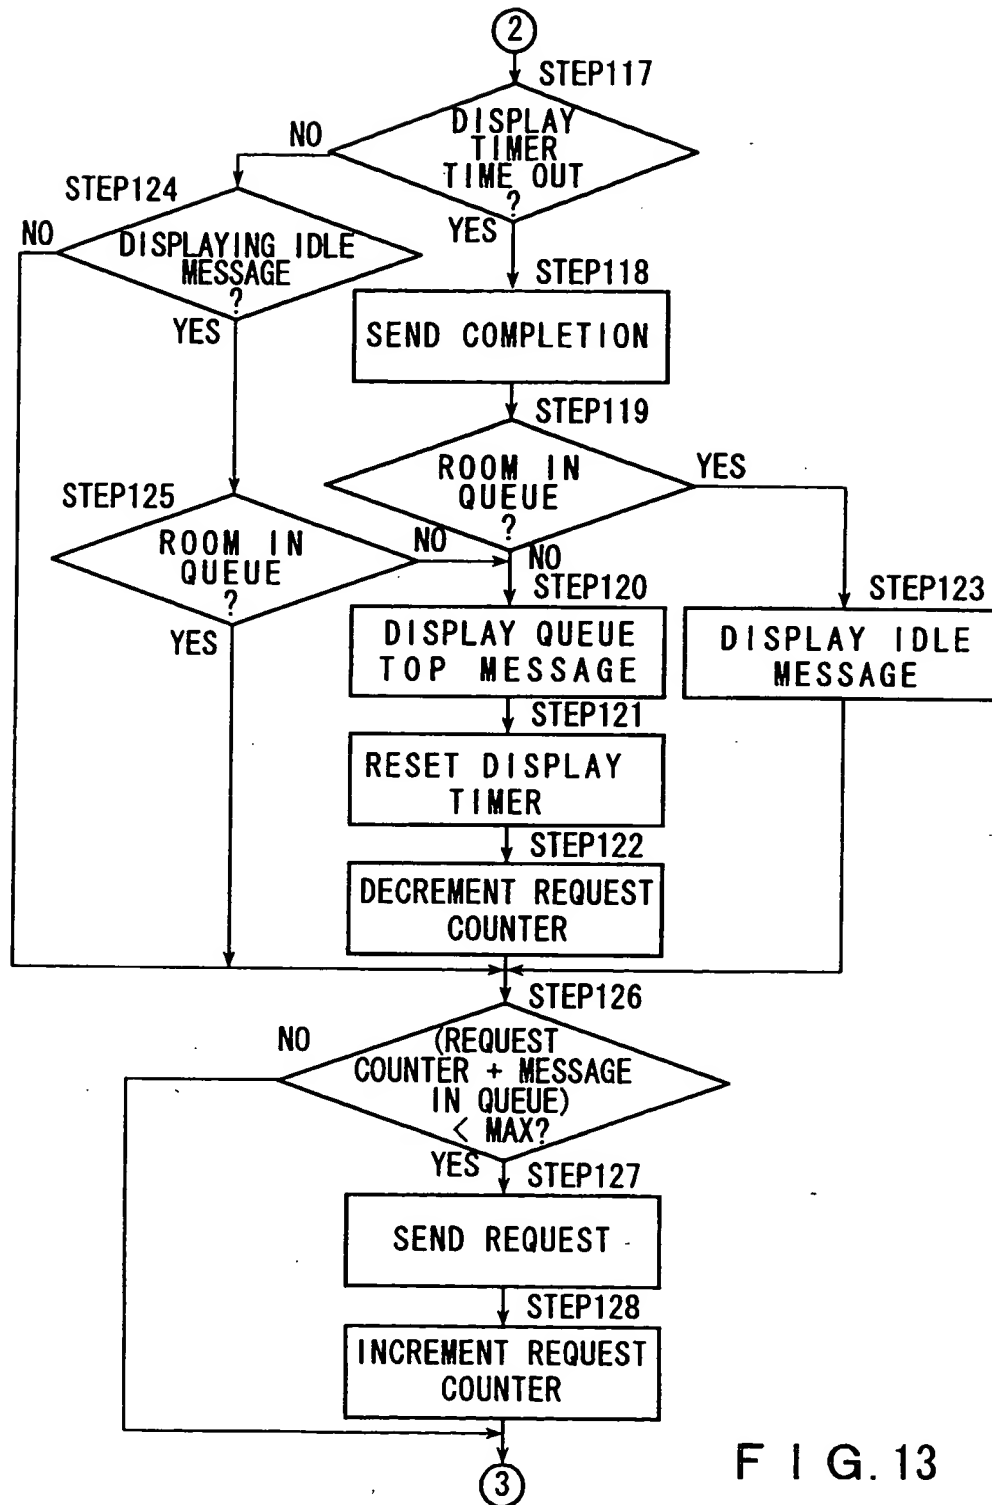 2
STEP117
DISPLAY
TIMER
TIME OUT
?
NO
YES
STEP124
NO
DISPLAYING IDLE
MESSAGE
?
YES
STEP118
SEND COMPLETION
STEP119
ROOM IN
QUEUE
?
YES
NO
STEP125
ROOM IN
QUEUE
?
NO
YES
STEP120
DISPLAY QUEUE
TOP MESSAGE
STEP123
DISPLAY IDLE
MESSAGE
STEP121
RESET DISPLAY
TIMER
STEP122
DECREMENT REQUEST
COUNTER
STEP126
NO
(REQUEST
COUNTER + MESSAGE
IN QUEUE)
< MAX?
YES
STEP127
SEND REQUEST
STEP128
INCREMENT REQUEST
COUNTER
3
FIG. 13